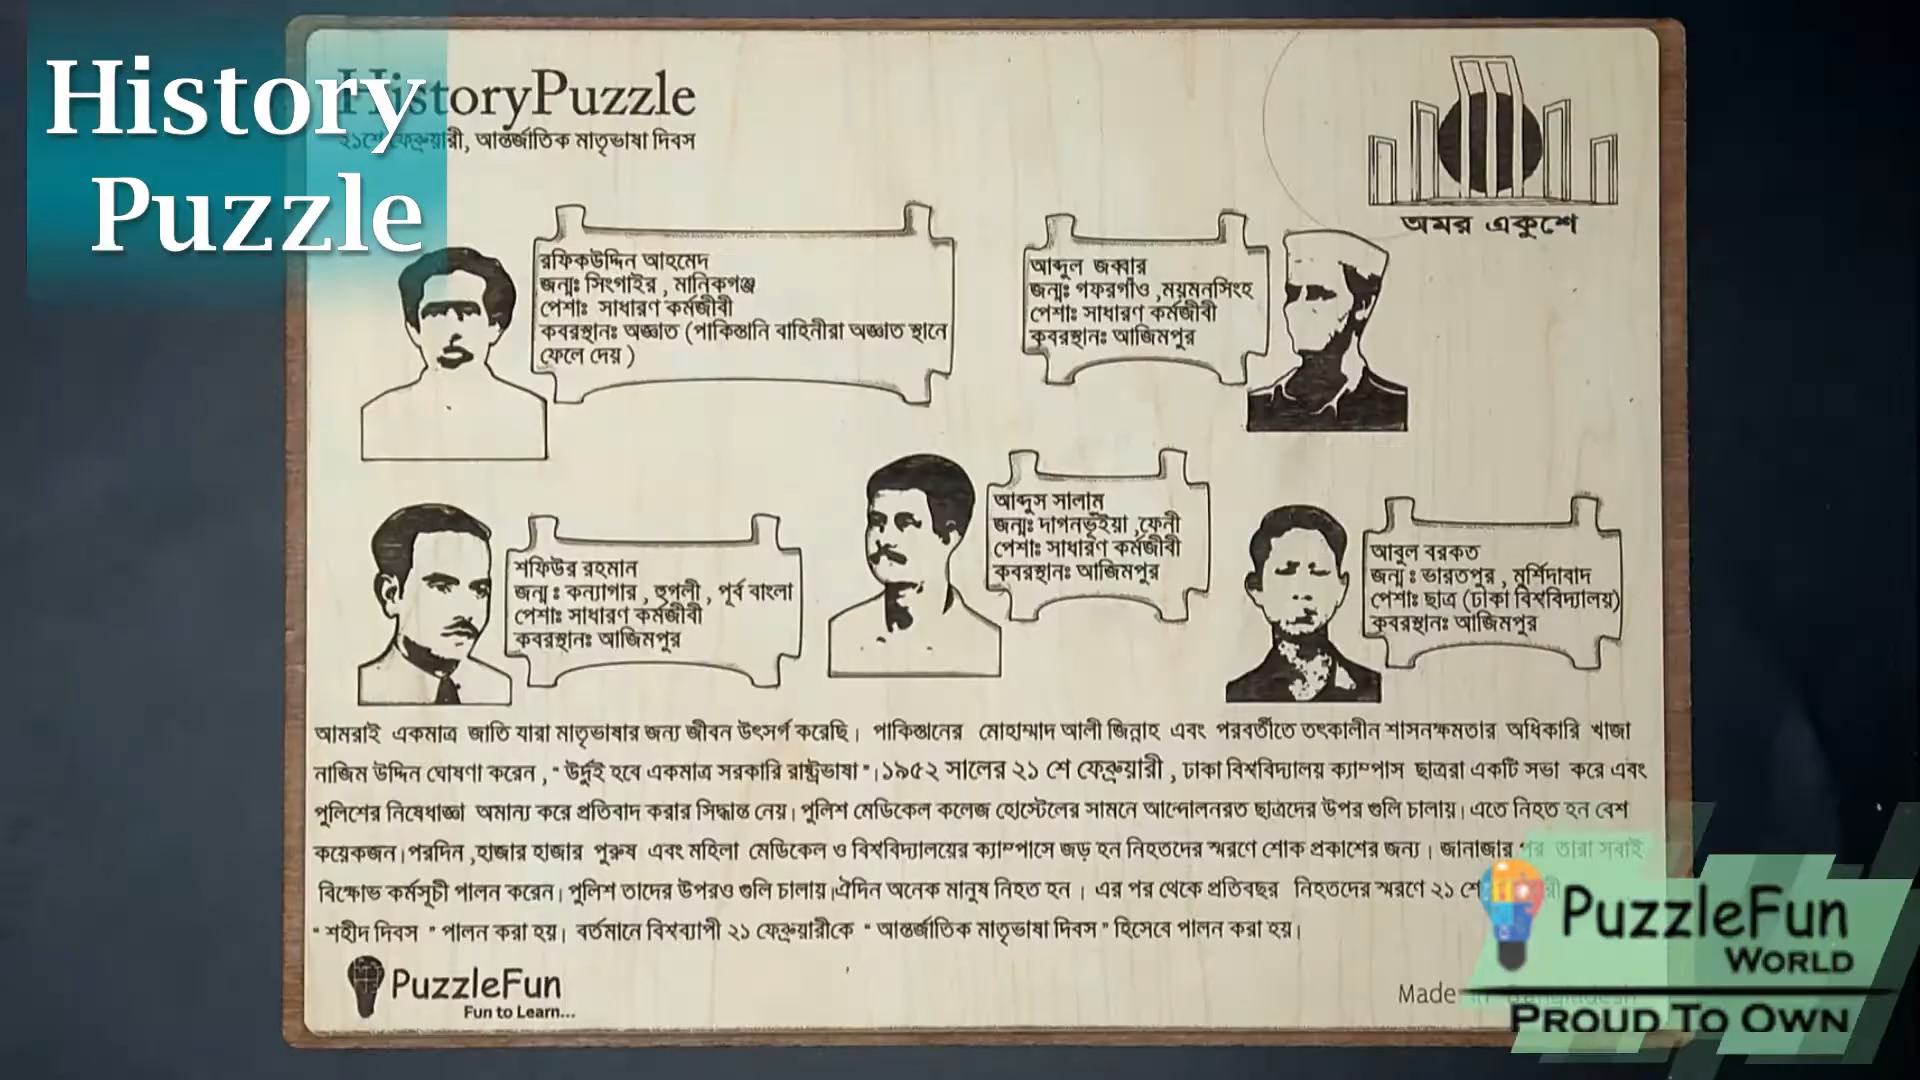 History
Puzzle
HistoryPuzzle
২১শে ফেব্রুয়ারী, আন্তর্জাতিক মাতৃভাষা দিবস
অমর একুশে
রফিকউদ্দিন আহমেদ
জন্মঃ সিংগাইর , মানিকগঞ্জ
পেশাঃ সাধারণ কর্মজীবী
কবরস্থানঃ অজ্ঞাত (পাকিস্তানি বাহিনীরা অজ্ঞাত স্থানে
ফেলে দেয় )
আব্দুল জব্বার
জন্মঃ গফরগাঁও ,ময়মনসিংহ
পেশাঃ সাধারণ কর্মজীবী
কবরস্থানঃ আজিমপুর
শফিউর রহমান
জন্ম : কন্যাগার , হুগলী , পূর্ব বাংলা
পেশাঃ সাধারণ কর্মজীবী
কবরস্থানঃ আজিমপুর
আব্দুস সালাম
জন্মঃ দাগনভূঁইয়া ,ফেনী
পেশাঃ সাধারণ কর্মজীবী
কবরস্থানঃ আজিমপুর
আবুল বরকত
জন্ম : ভারতপুর , মুর্শিদাবাদ
পেশাঃ ছাত্র (ঢাকা বিশ্ববিদ্যালয়)
কবরস্থানঃ আজিমপুর
আমরাই একমাত্র জাতি যারা মাতৃভাষার জন্য জীবন উৎসর্গ করেছি। পাকিস্তানের মোহাম্মাদ আলী জিন্নাহ এবং পরবর্তীতে তৎকালীন শাসনক্ষমতার অধিকারি খাজা
নাজিম উদ্দিন ঘোষণা করেন , " উর্দুই হবে একমাত্র সরকারি রাষ্ট্রভাষা "। ১৯৫২ সালের ২১ শে ফেব্রুয়ারী , ঢাকা বিশ্ববিদ্যালয় ক্যাম্পাস ছাত্ররা একটি সভা করে এবং
পুলিশের নিষেধাজ্ঞা অমান্য করে প্রতিবাদ করার সিদ্ধান্ত নেয়। পুলিশ মেডিকেল কলেজ হোস্টেলের সামনে আন্দোলনরত ছাত্রদের উপর গুলি চালায়। এতে নিহত হন বেশ
কয়েকজন। পরদিন ,হাজার হাজার পুরুষ এবং মহিলা মেডিকেল ও বিশ্ববিদ্যালয়ের ক্যাম্পাসে জড় হন নিহতদের স্মরণে শোক প্রকাশের জন্য । জানাজার পর তারা সবাই
বিক্ষোভ কর্মসূচী পালন করেন। পুলিশ তাদের উপরও গুলি চালায়।ঐদিন অনেক মানুষ নিহত হন । এর পর থেকে প্রতিবছর নিহতদের স্মরণে ২১ শে
" শহীদ দিবস " পালন করা হয়। বর্তমানে বিশ্বব্যাপী ২১ ফেব্রুয়ারীকে " আন্তর্জাতিক মাতৃভাষা দিবস " হিসেবে পালন করা হয়।
PuzzleFun
Fun to Learn...
Made in Bangladesh
PuzzleFun
WORLD
PROUD TO OWN